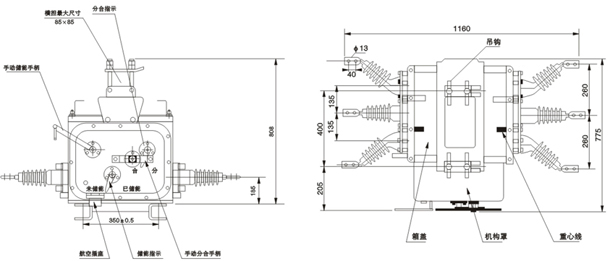 横担最大尺寸
65×85
分合指示
手动储能手柄
808
合 分
未储能 已储能
155
350±0.5
航空插座
储能指示
手动分合手柄
1160
吊钩
φ13
40
135
135
400
205
260
260
775
箱盖
机构罩
重心线